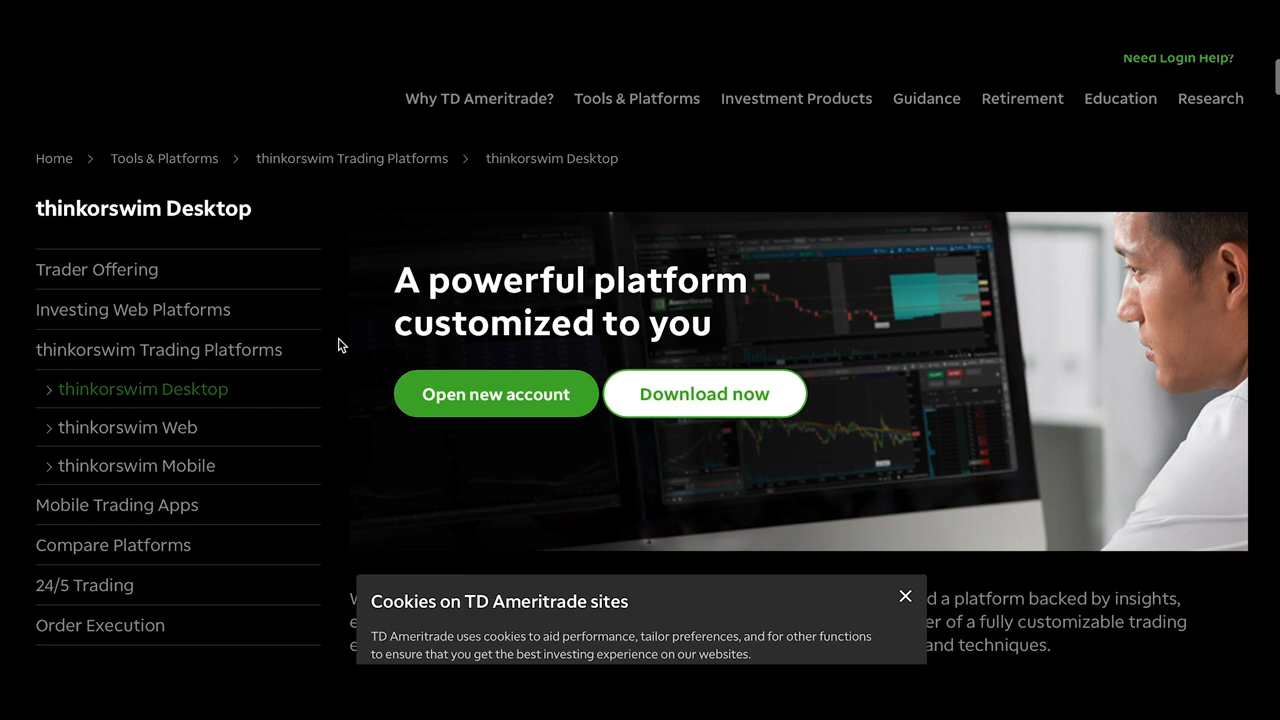 Need Login Help?
Why TD Ameritrade? Tools & Platforms Investment Products Guidance Retirement Education Research
Home > Tools & Platforms > thinkorswim Trading Platforms > thinkorswim Desktop
thinkorswim Desktop
Trader Offering
Investing Web Platforms
thinkorswim Trading Platforms
> thinkorswim Desktop
> thinkorswim Web
> thinkorswim Mobile
Mobile Trading Apps
Compare Platforms
24/5 Trading
Order Execution
A powerful platform
customized to you
Open new account Download now
d a platform backed by insights,
er of a fully customizable trading
and techniques.
Cookies on TD Ameritrade sites
TD Ameritrade uses cookies to aid performance, tailor preferences, and for other functions
to ensure that you get the best investing experience on our websites.